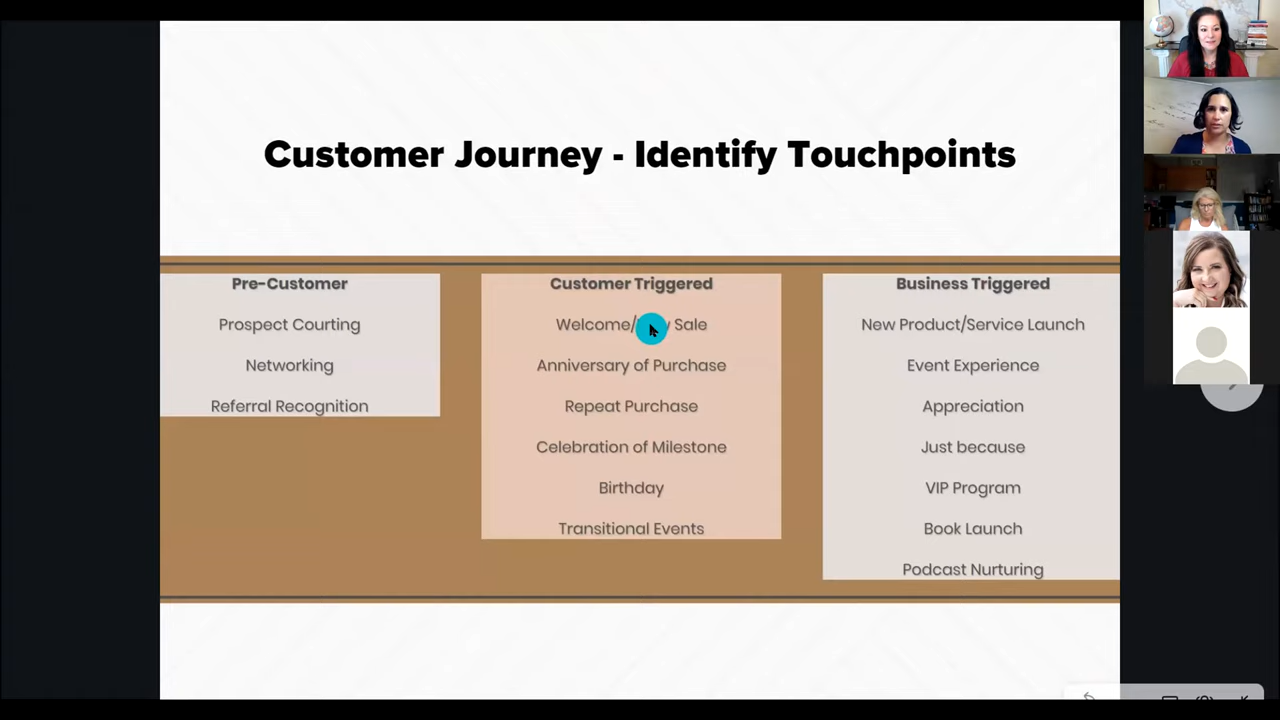 Customer Journey - Identify Touchpoints
Pre-Customer
Prospect Courting
Networking
Referral Recognition
Customer Triggered
Welcome/ Sale
Anniversary of Purchase
Repeat Purchase
Celebration of Milestone
Birthday
Transitional Events
Business Triggered
New Product/Service Launch
Event Experience
Appreciation
Just because
VIP Program
Book Launch
Podcast Nurturing